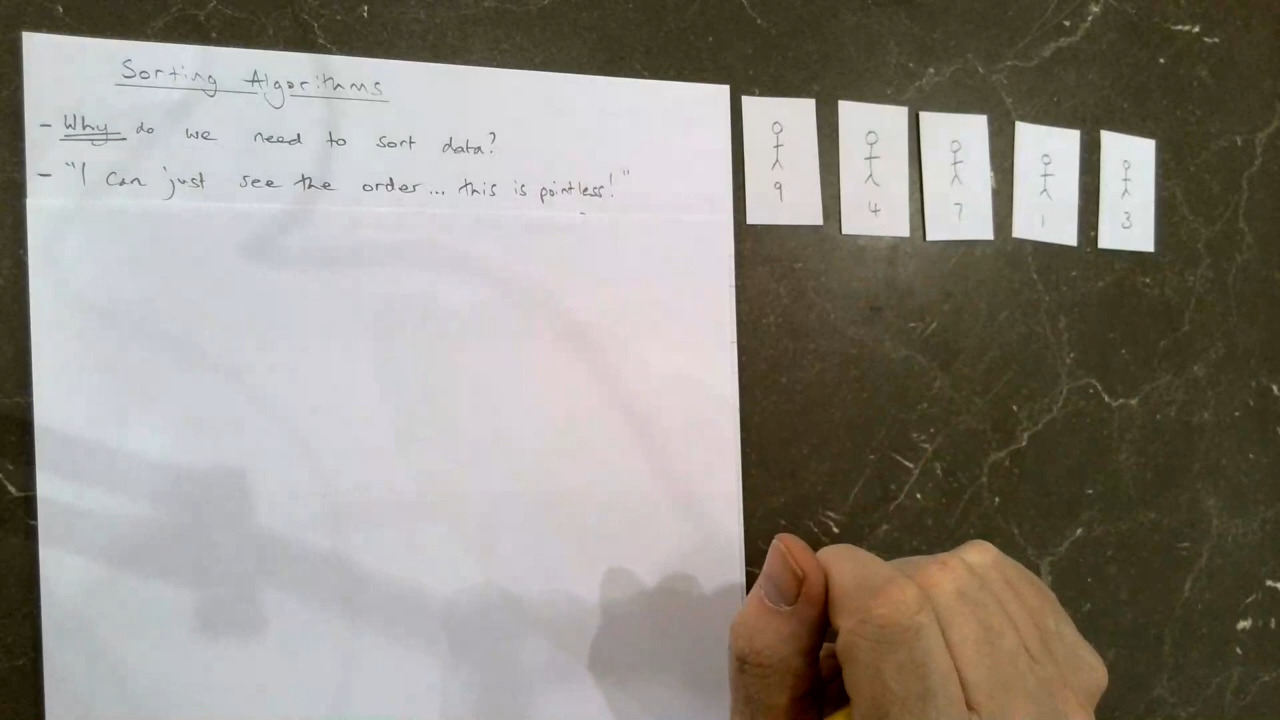 Sorting Algorithms
- Why do we need to sort data?
- "I can just see the order... this is pointless!"
9 4 7 1 3